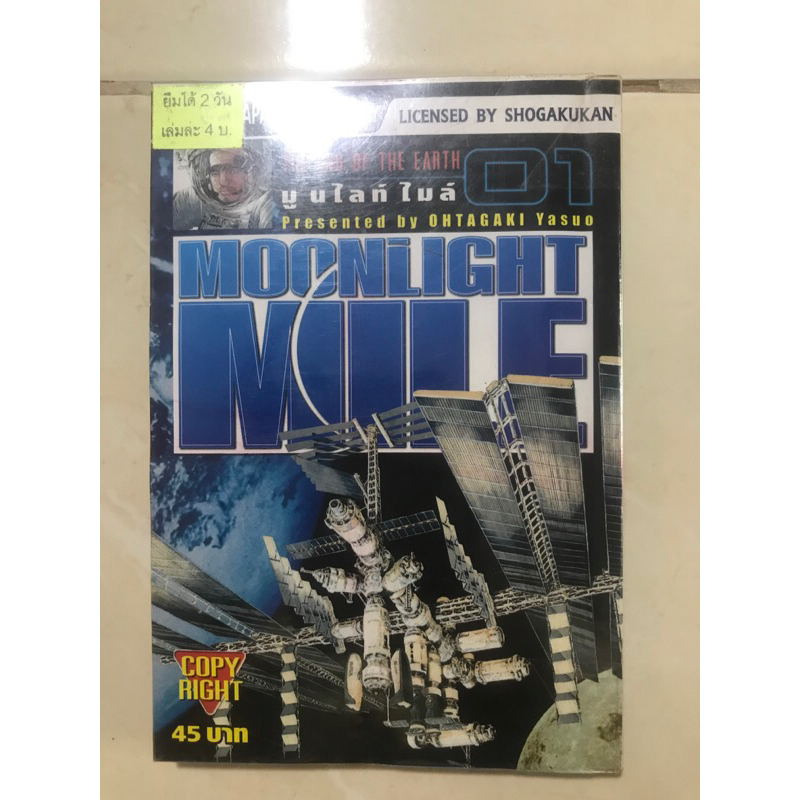 ยืมได้ 2 วัน
เล่มละ 4 บ.
LICENSED BY SHOGAKUKAN
OF THE EARTH
01
มูนไลท์ ไมล์
Presented by OHTAGAKI Yasuo
MOONLIGHT
MILE
COPY
RIGHT
45 บาท